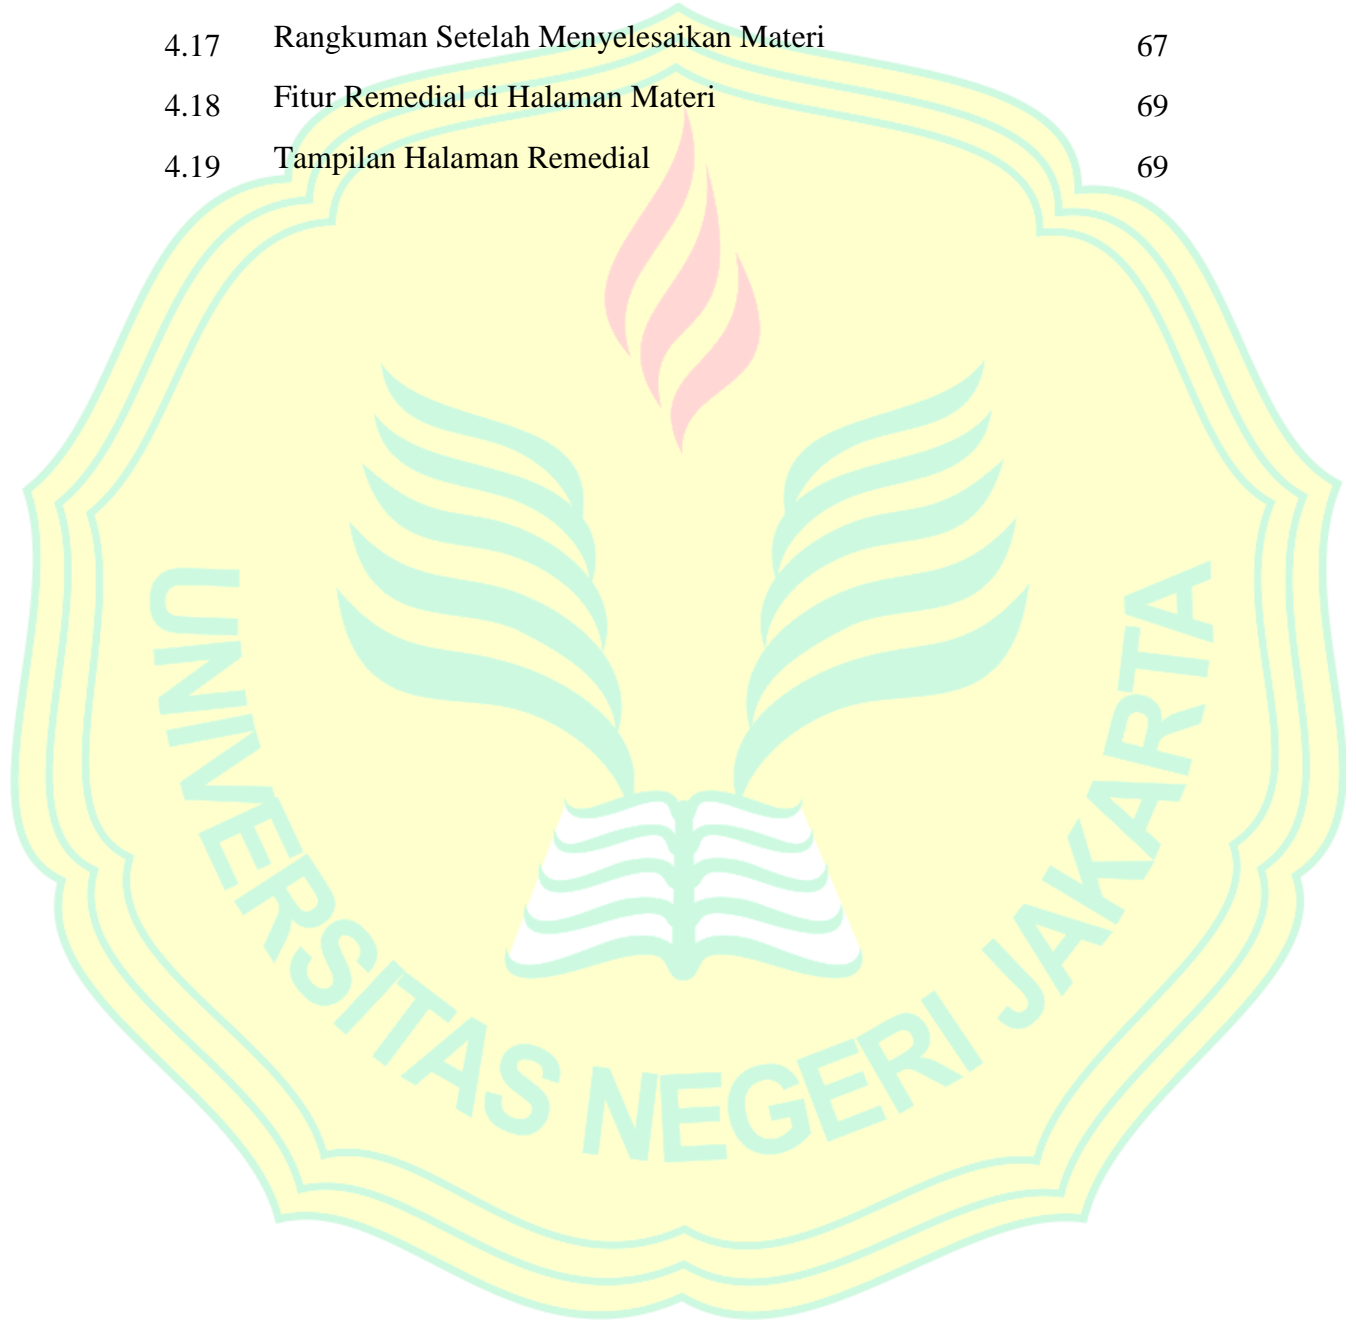 4.17 Rangkuman Setelah Menyelesaikan Materi 67
4.18 Fitur Remedial di Halaman Materi 69
4.19 Tampilan Halaman Remedial 69
UNIVERSITAS NEGERI JAKARTA